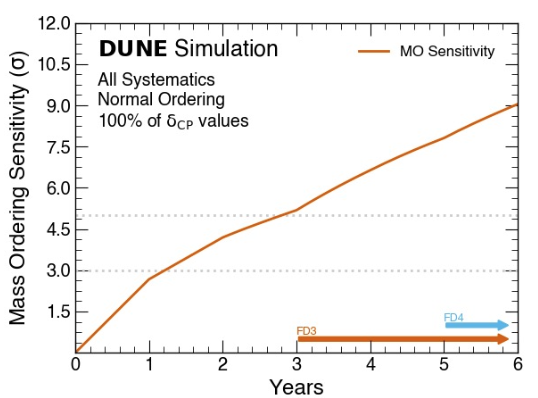 12.0
10.5
9.0
7.5
6.0
4.5
3.0
1.5
Mass Ordering Sensitivity (σ)
DUNE Simulation
All Systematics
Normal Ordering
100% of δCP values
MO Sensitivity
FD4
FD3
0 1 2 3 4 5 6
Years